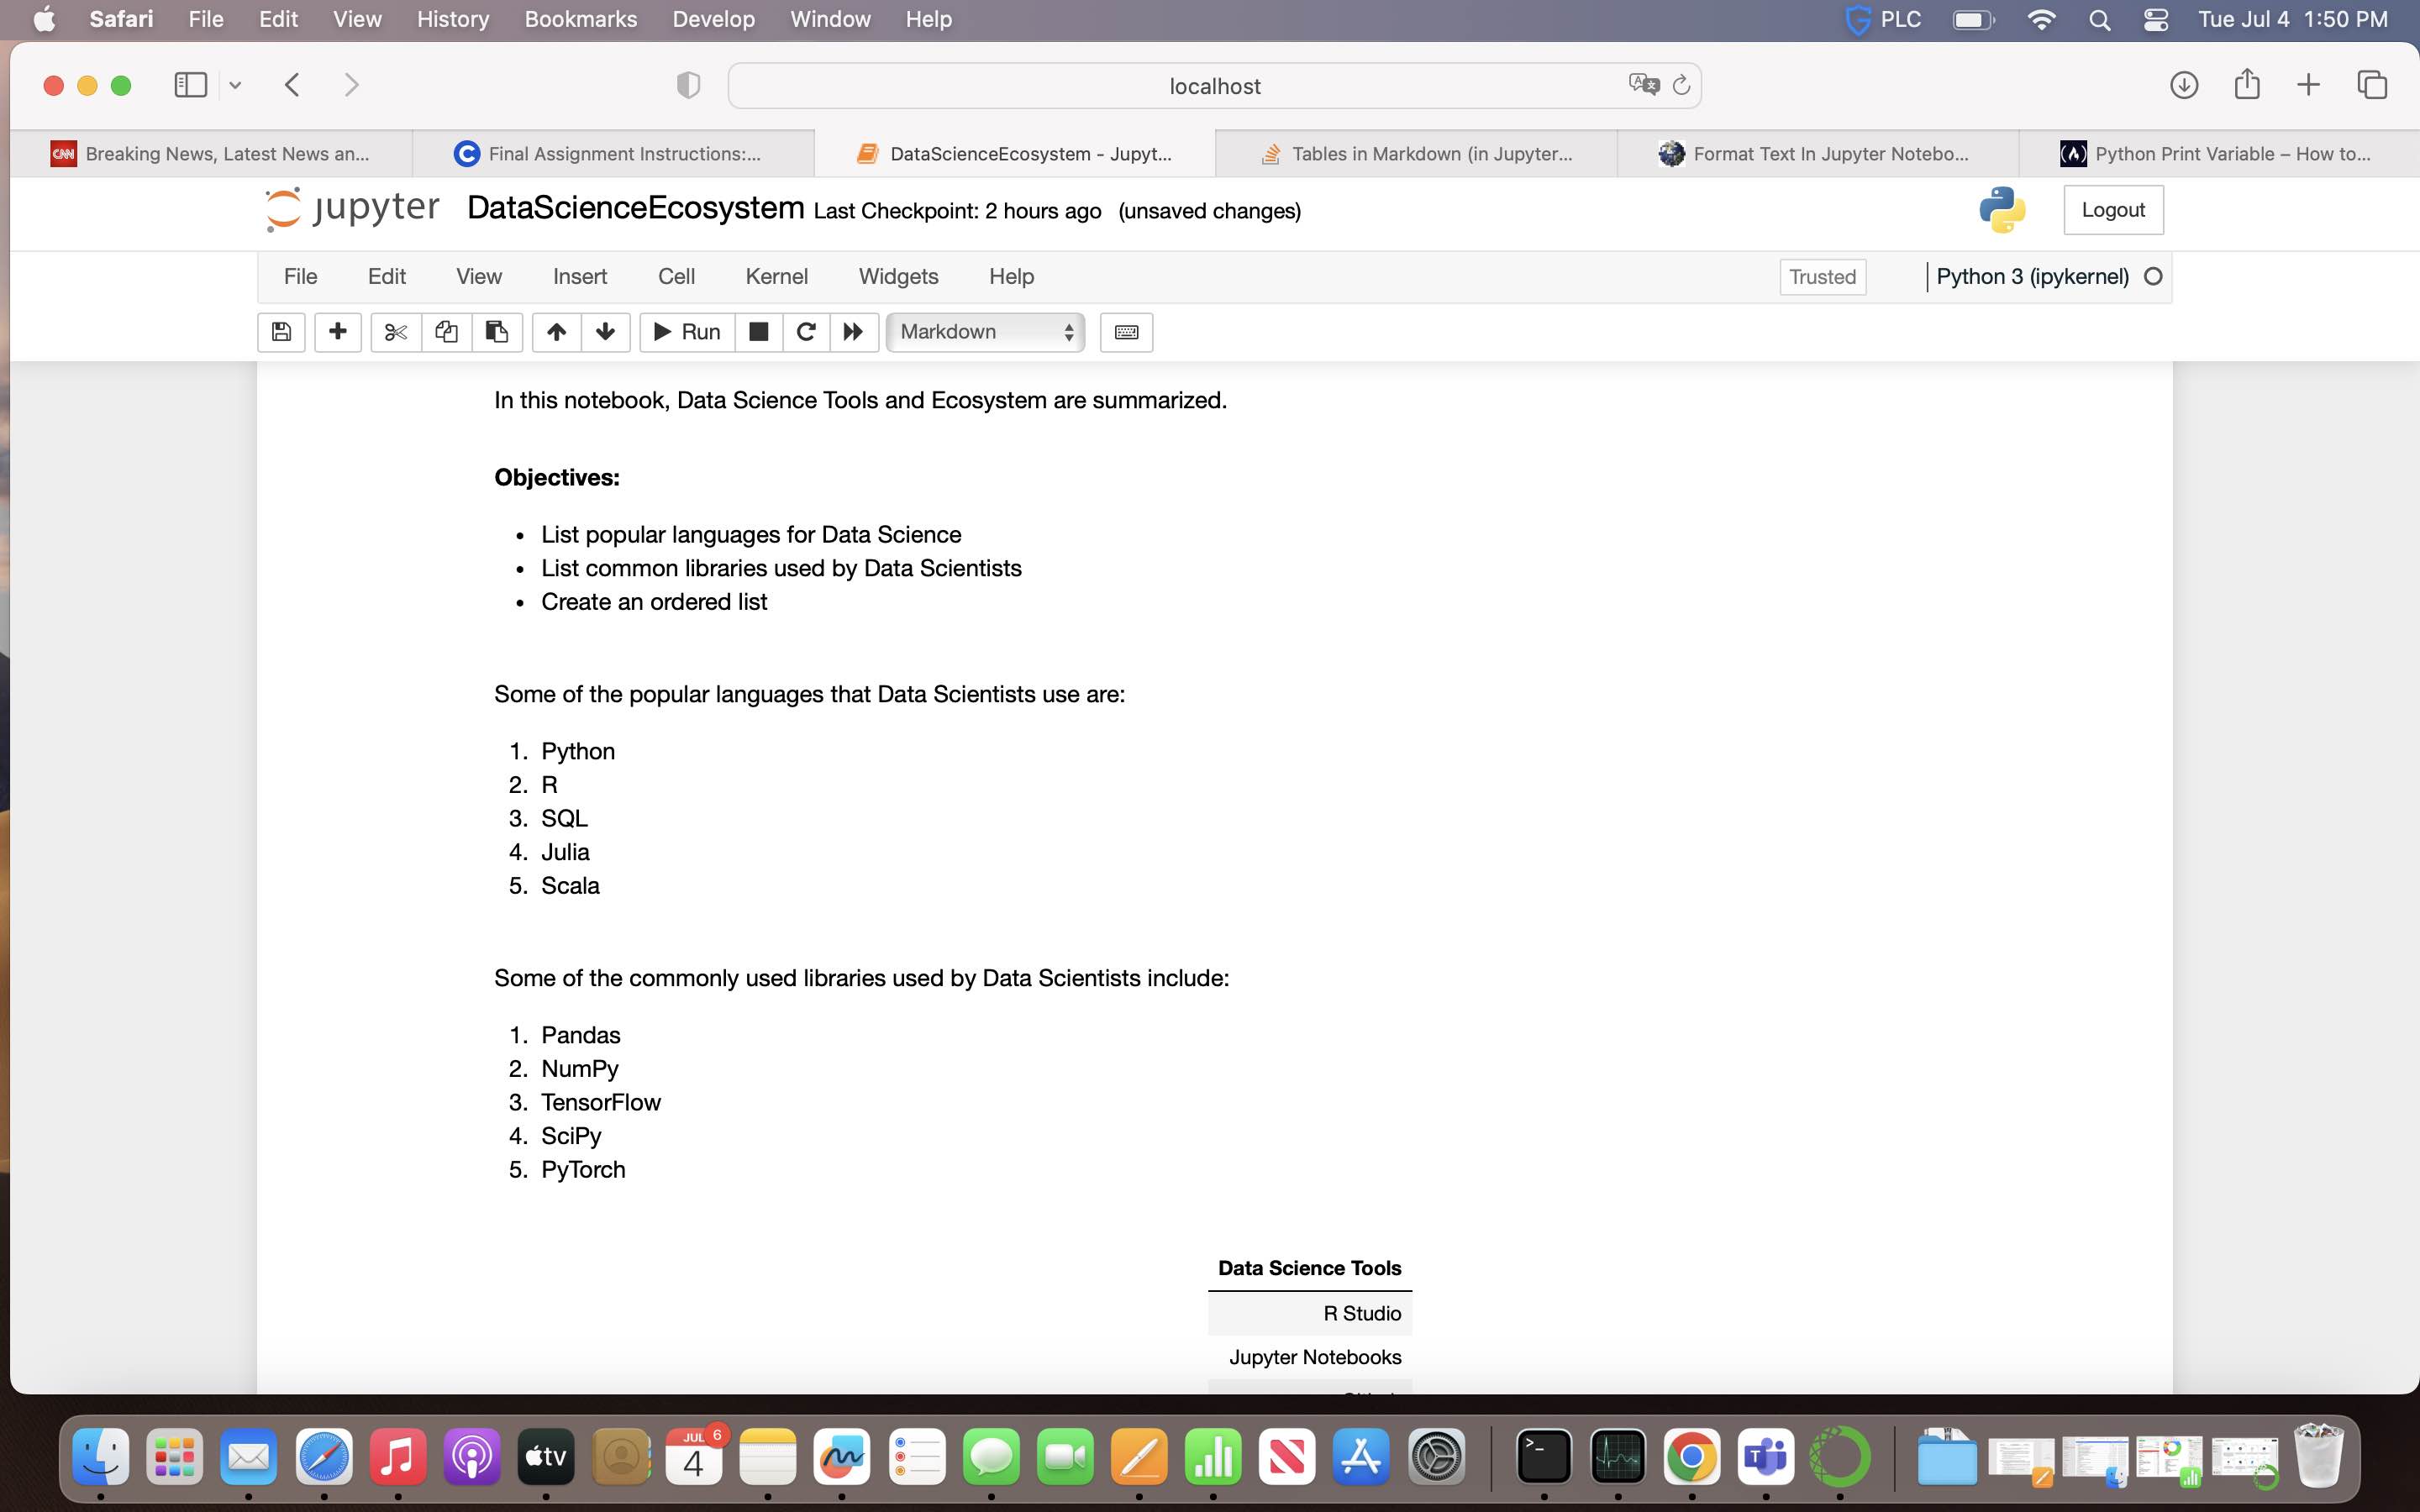 Safari File Edit View History Bookmarks Develop Window Help PLC Tue Jul 4 1:50 PM
localhost
CNN Breaking News, Latest News an...
Final Assignment Instructions:...
DataScienceEcosystem - Jupyt...
Tables in Markdown (in Jupyter...
Format Text In Jupyter Notebo...
Python Print Variable – How to...
jupyter DataScienceEcosystem Last Checkpoint: 2 hours ago (unsaved changes) Logout
File Edit View Insert Cell Kernel Widgets Help Trusted Python 3 (ipykernel)
Run Markdown
In this notebook, Data Science Tools and Ecosystem are summarized.
Objectives:
• List popular languages for Data Science
• List common libraries used by Data Scientists
• Create an ordered list
Some of the popular languages that Data Scientists use are:
1. Python
2. R
3. SQL
4. Julia
5. Scala
Some of the commonly used libraries used by Data Scientists include:
1. Pandas
2. NumPy
3. TensorFlow
4. SciPy
5. PyTorch
Data Science Tools
R Studio
Jupyter Notebooks
tv
JUL 6
4